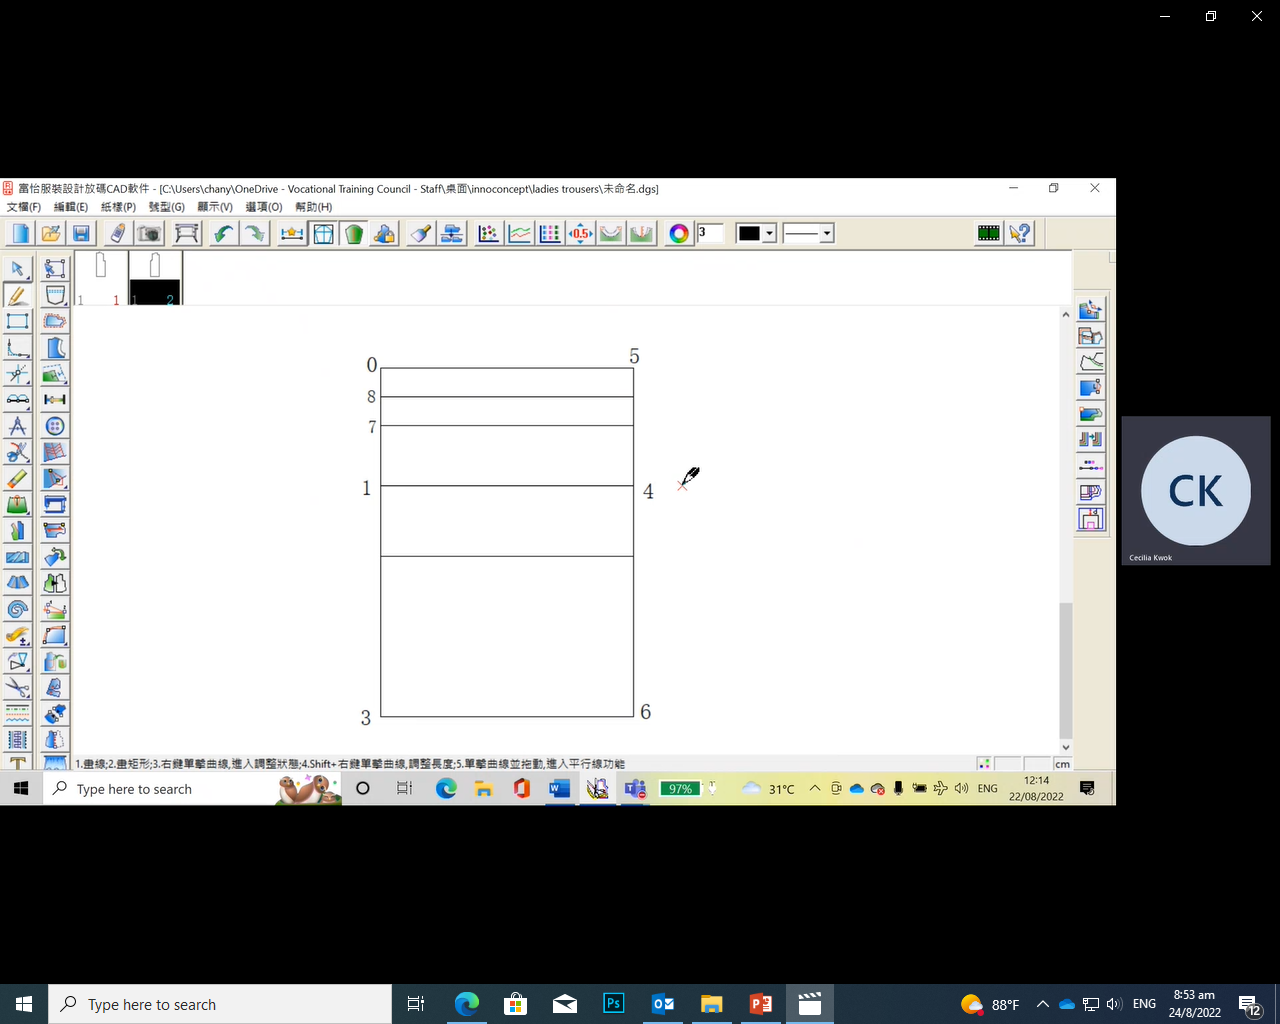 富怡服裝設計放碼CAD軟件 - [C:\Users\chany\OneDrive - Vocational Training Council - Staff\桌面\innoconcept\ladies trousers\未命名.dgs]
文檔(F) 編輯(E) 紙樣(P) 號型(G) 顯示(V) 選項(O) 幫助(H)
0.5 3
1 1 1 2
0 5
8
7
1 4
3 6
CK
Cecilia Kwok
1.畫線;2.畫矩形;3.右鍵單擊曲線,進入調整狀態;4.Shift+右鍵單擊曲線,調整長度;5.單擊曲線並拖動,進入平行線功能
cm
Type here to search 97% 31°C ENG 12:14
22/08/2022
Type here to search 88°F ENG 8:53 am
24/8/2022 12